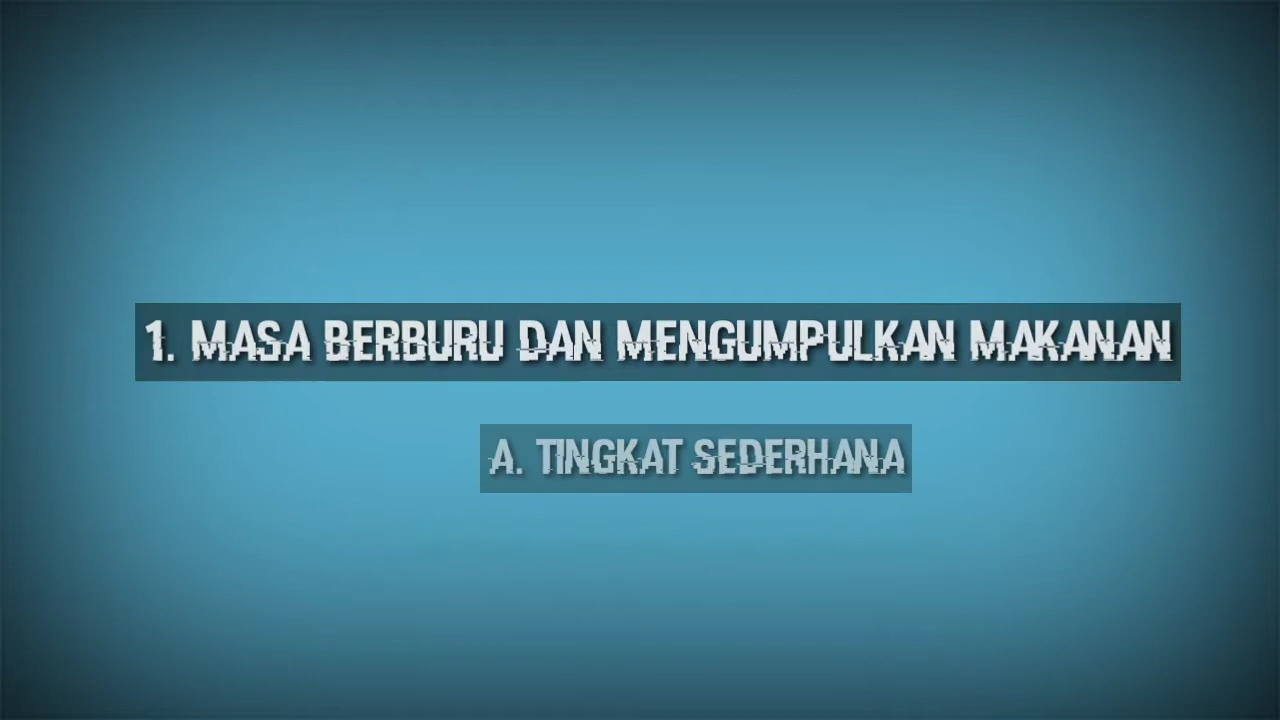 1. MASA BERBURU DAN MENGUMPULKAN MAKANAN
A. TINGKAT SEDERHANA